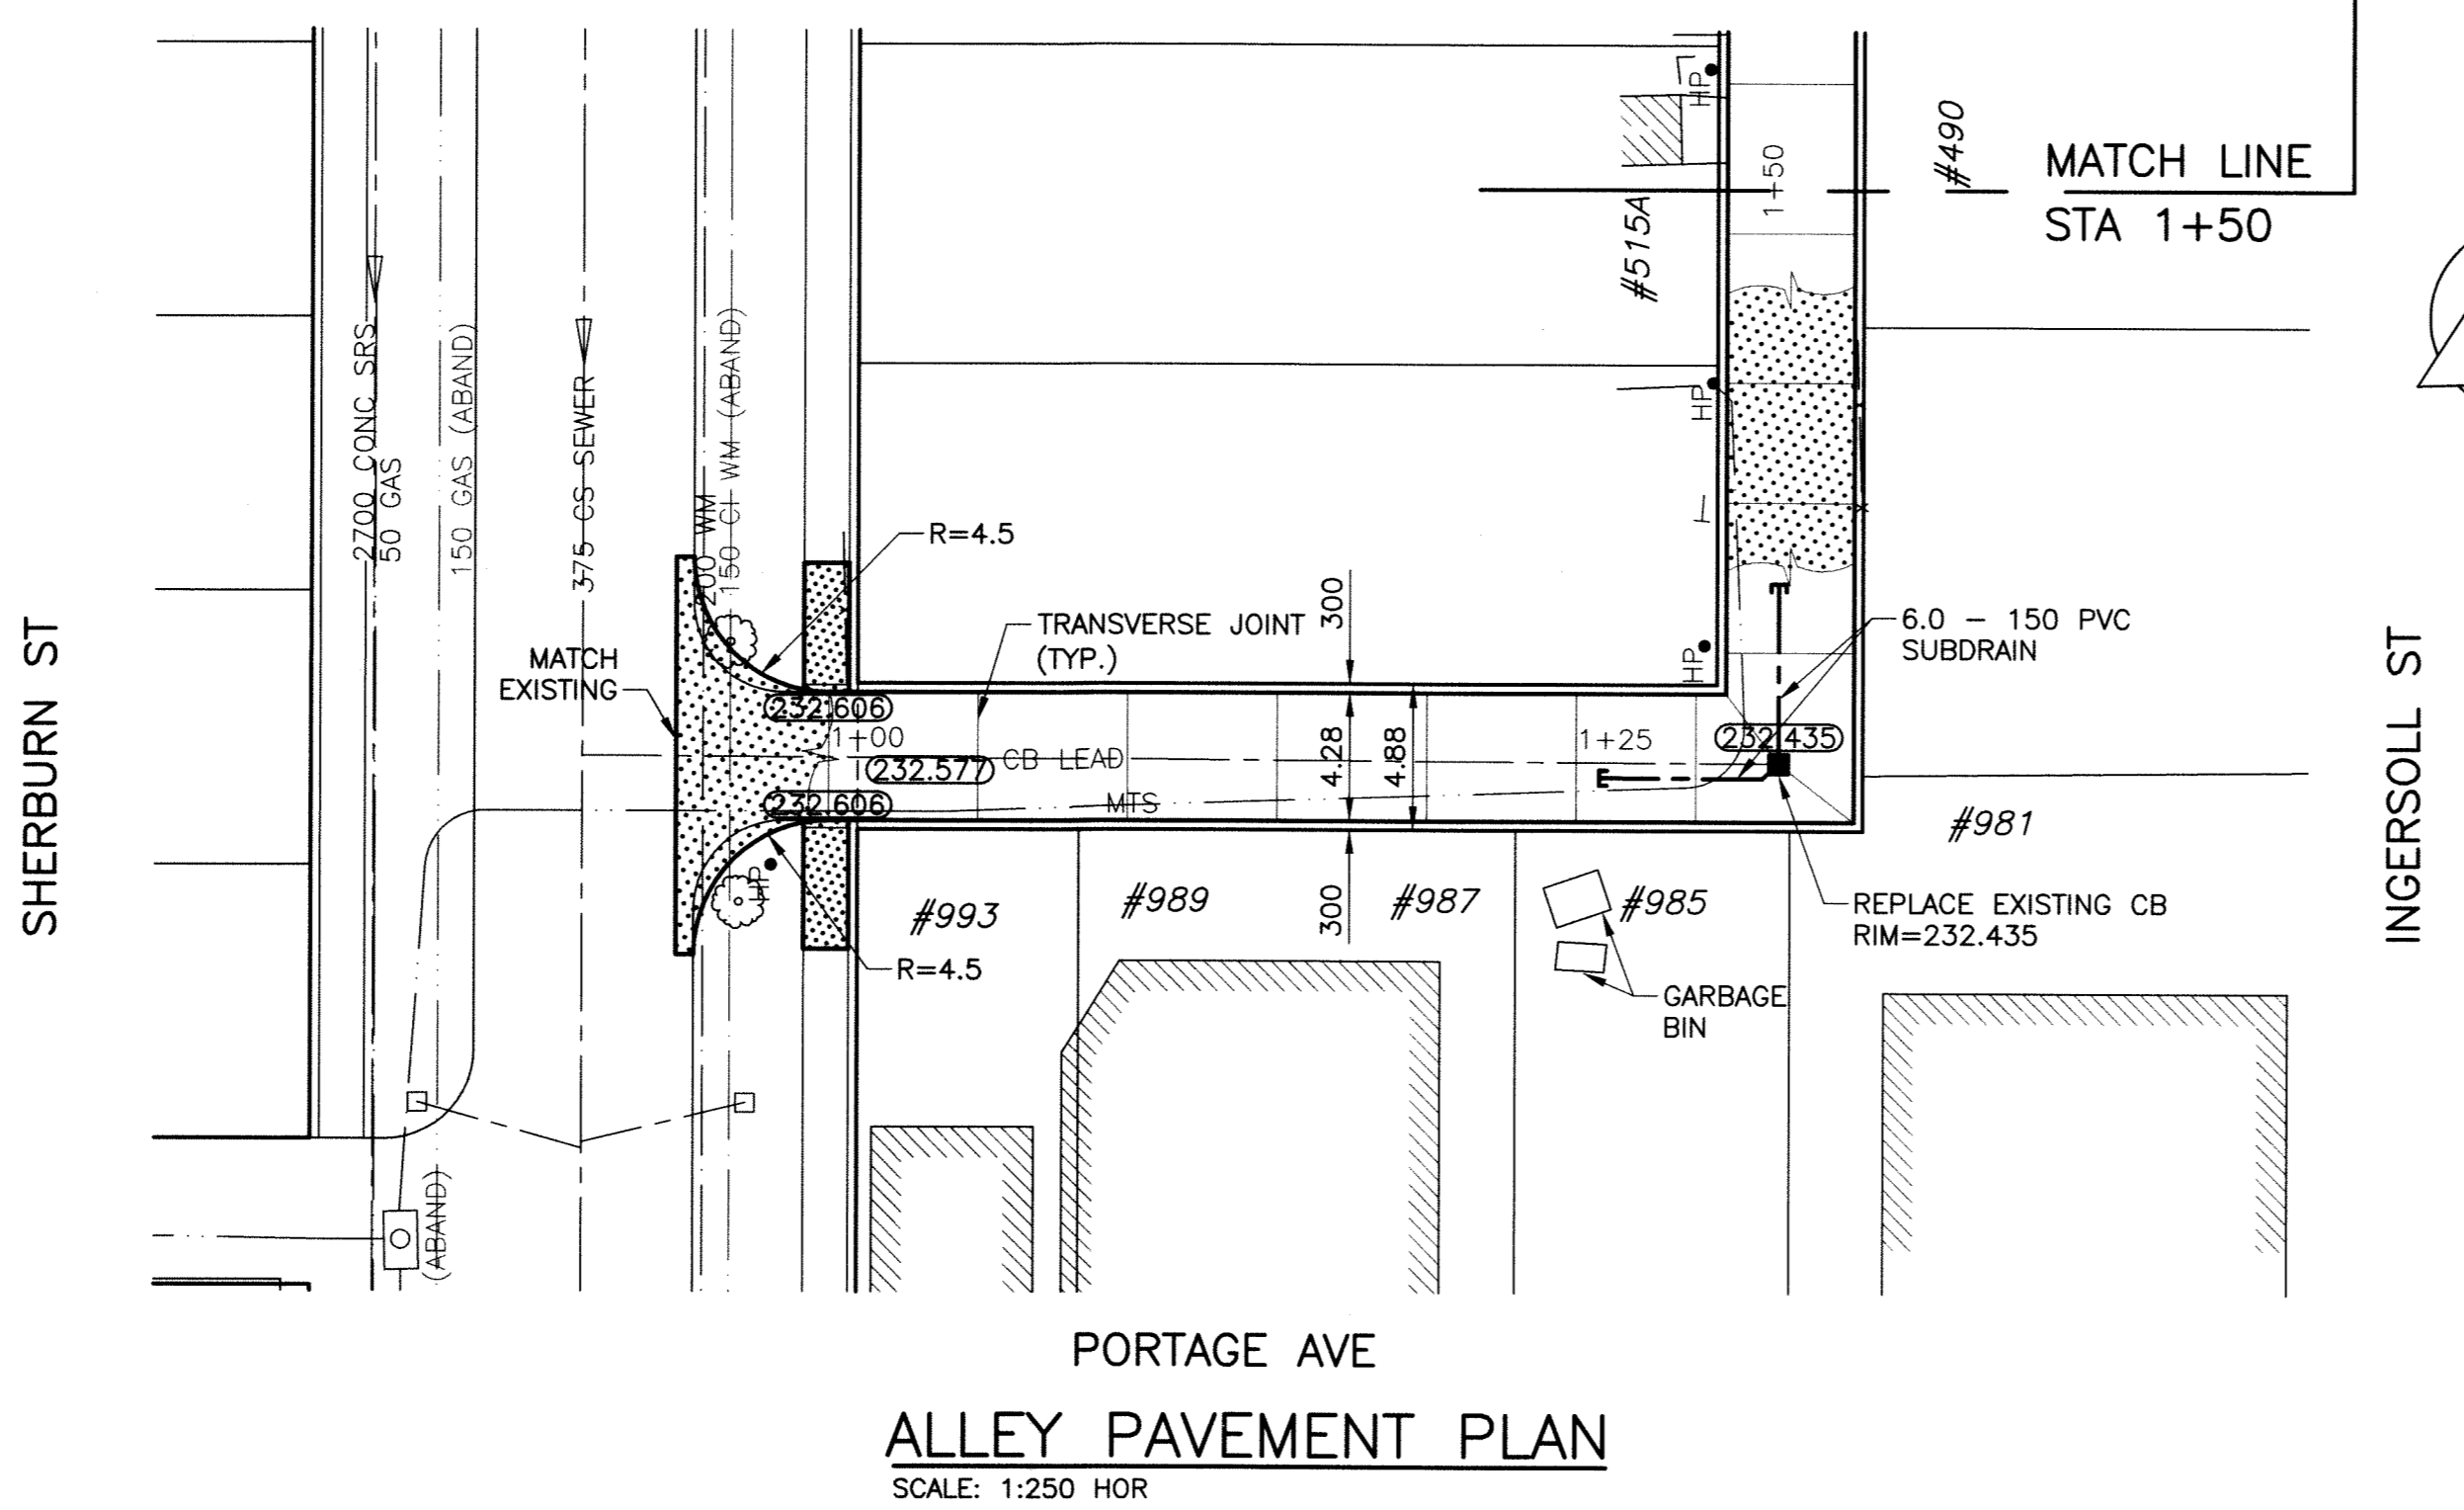 HP
1+50
#490
MATCH LINE
STA 1+50
#515A
2700 CONC SRS
50 GAS
150 GAS (ABAND)
375 CS SEWER
200 WM
150 CI WM (ABAND)
HP
R=4.5
TRANSVERSE JOINT
(TYP.)
300
6.0 - 150 PVC
SUBDRAIN
SHERBURN ST
MATCH
EXISTING
HP
INGERSOLL ST
232.606
1+00
232.577
CB LEAD
4.28
4.88
1+25
232.435
232.606
MTS
#981
HP
#993
#989
300
#987
#985
REPLACE EXISTING CB
RIM=232.435
R=4.5
GARBAGE
BIN
(ABAND)
PORTAGE AVE
ALLEY PAVEMENT PLAN
SCALE: 1:250 HOR